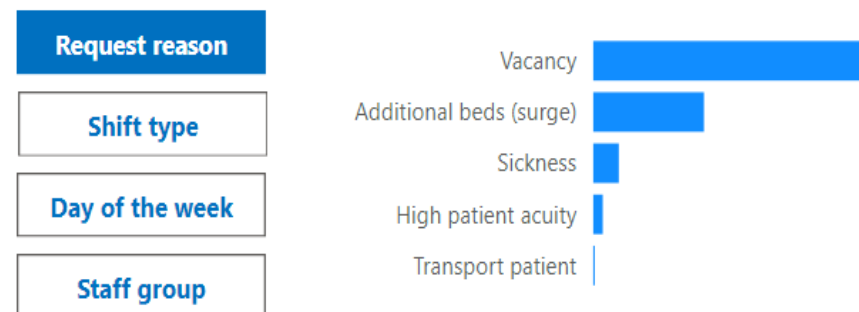 Request reason
Shift type
Day of the week
Staff group
Vacancy
Additional beds (surge)
Sickness
High patient acuity
Transport patient